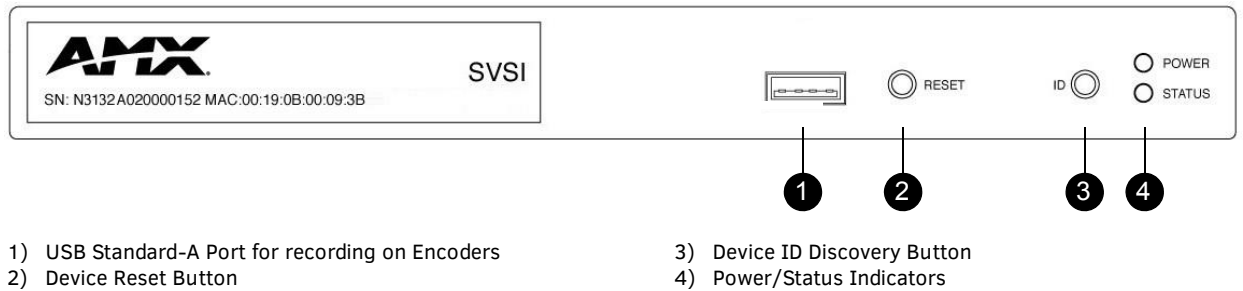 AMX
SVSI
SN: N3132A020000152 MAC:00:19:0B:00:09:3B
RESET
ID
POWER
STATUS
1
2
3
4
1) USB Standard-A Port for recording on Encoders
2) Device Reset Button
3) Device ID Discovery Button
4) Power/Status Indicators